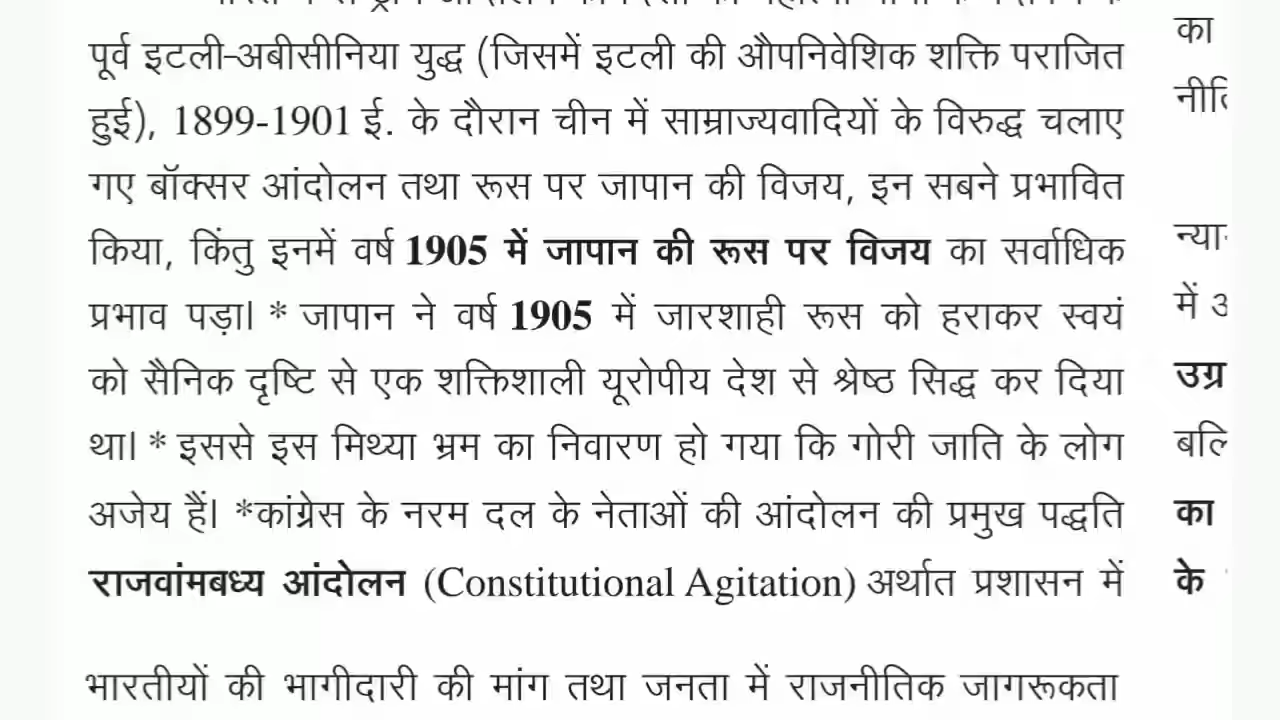 पूर्व इटली-अबीसीनिया युद्ध (जिसमें इटली की औपनिवेशिक शक्ति पराजित
हुई), 1899-1901 ई. के दौरान चीन में साम्राज्यवादियों के विरुद्ध चलाए
गए बॉक्सर आंदोलन तथा रूस पर जापान की विजय, इन सबने प्रभावित
किया, किंतु इनमें वर्ष 1905 में जापान की रूस पर विजय का सर्वाधिक
प्रभाव पड़ा। * जापान ने वर्ष 1905 में जारशाही रूस को हराकर स्वयं
को सैनिक दृष्टि से एक शक्तिशाली यूरोपीय देश से श्रेष्ठ सिद्ध कर दिया
था। * इससे इस मिथ्या भ्रम का निवारण हो गया कि गोरी जाति के लोग
अजेय हैं। *कांग्रेस के नरम दल के नेताओं की आंदोलन की प्रमुख पद्धति
राजवांमबध्य आंदोलन (Constitutional Agitation) अर्थात प्रशासन में
भारतीयों की भागीदारी की मांग तथा जनता में राजनीतिक जागरूकता
का
में
उग्र
का
के